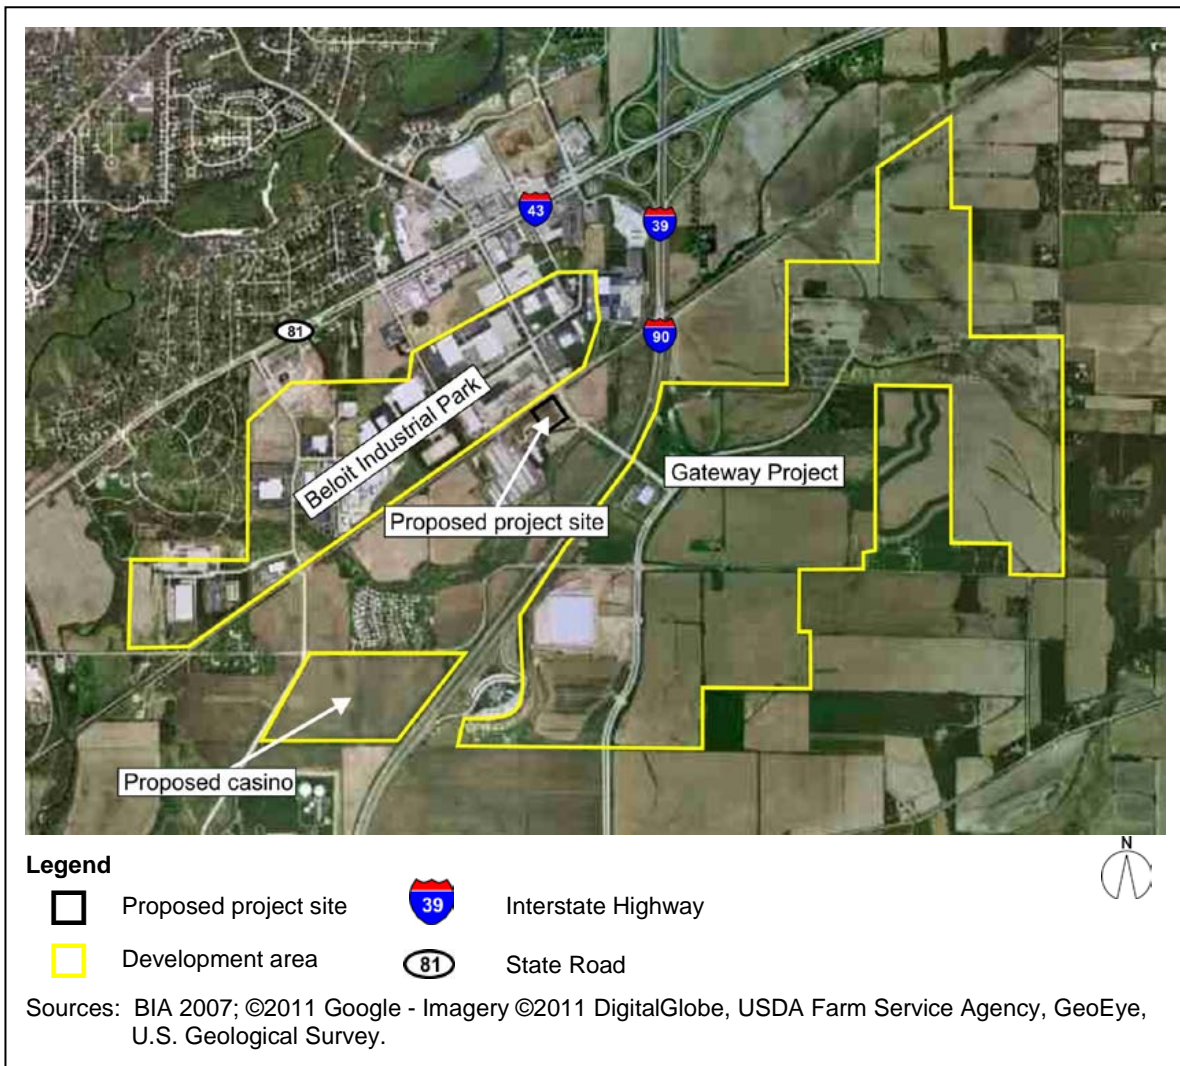 43
39
90
81
Beloit Industrial Park
Gateway Project
Proposed project site
Proposed casino
N
Legend
Proposed project site
39
Interstate Highway
Development area
81
State Road
Sources: BIA 2007; ©2011 Google - Imagery ©2011 DigitalGlobe, USDA Farm Service Agency, GeoEye,
U.S. Geological Survey.